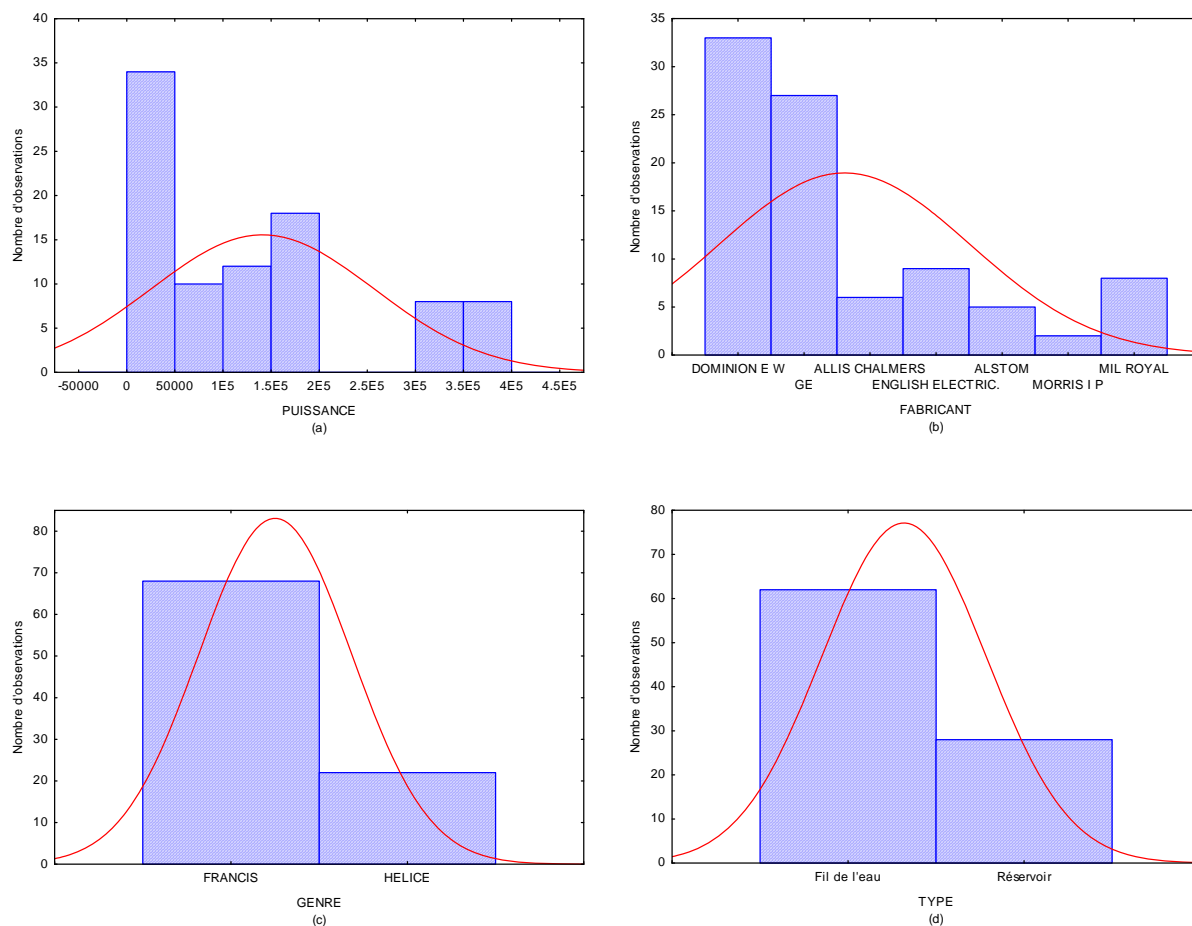 40
35
30
25
20
15
10
5
0
Nombre d'observations
-50000 0 50000 1E5 1.5E5 2E5 2.5E5 3E5 3.5E5 4E5 4.5E5
PUISSANCE
(a)
35
30
25
20
15
10
5
0
Nombre d'observations
DOMINION E W ALLIS CHALMERS ALSTOM MIL ROYAL
GE ENGLISH ELECTRIC. MORRIS I P
FABRICANT
(b)
80
70
60
50
40
30
20
10
0
Nombre d'observations
FRANCIS HELICE
GENRE
(c)
80
70
60
50
40
30
20
10
0
Nombre d'observations
Fil de l'eau Réservoir
TYPE
(d)